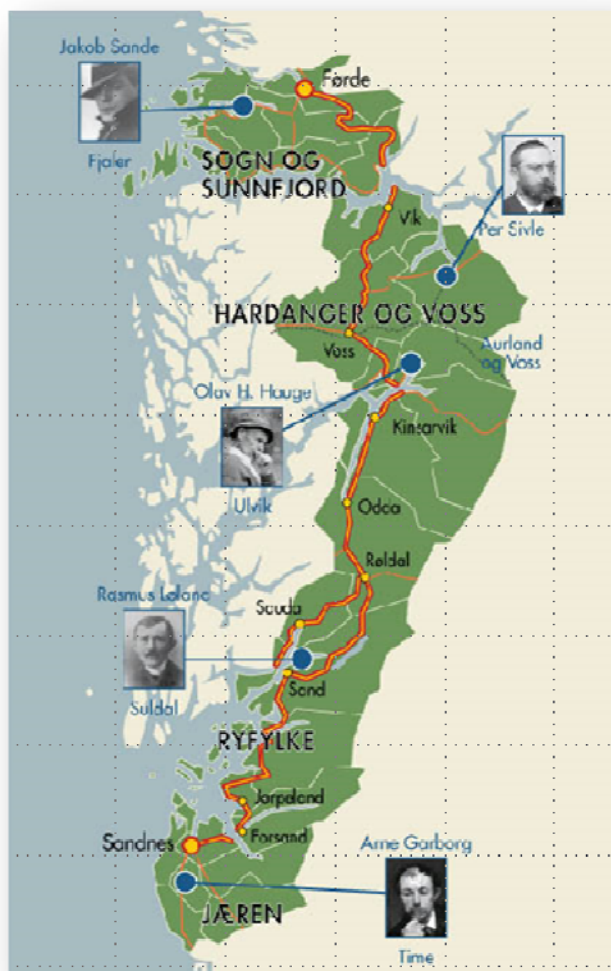 Jakob Sande
Førde
Fjaler
SOGN OG
SUNNFJORD
Vik
Per Sivle
HARDANGER OG VOSS
Voss
Aurland
og Voss
Olav H. Hauge
Kinsarvik
Ulvik
Odda
Røldal
Rasmus Løland
Sauda
Sand
Suldal
RYFYLKE
Jørpeland
Forsand
Sandnes
Arne Garborg
JÆREN
Time